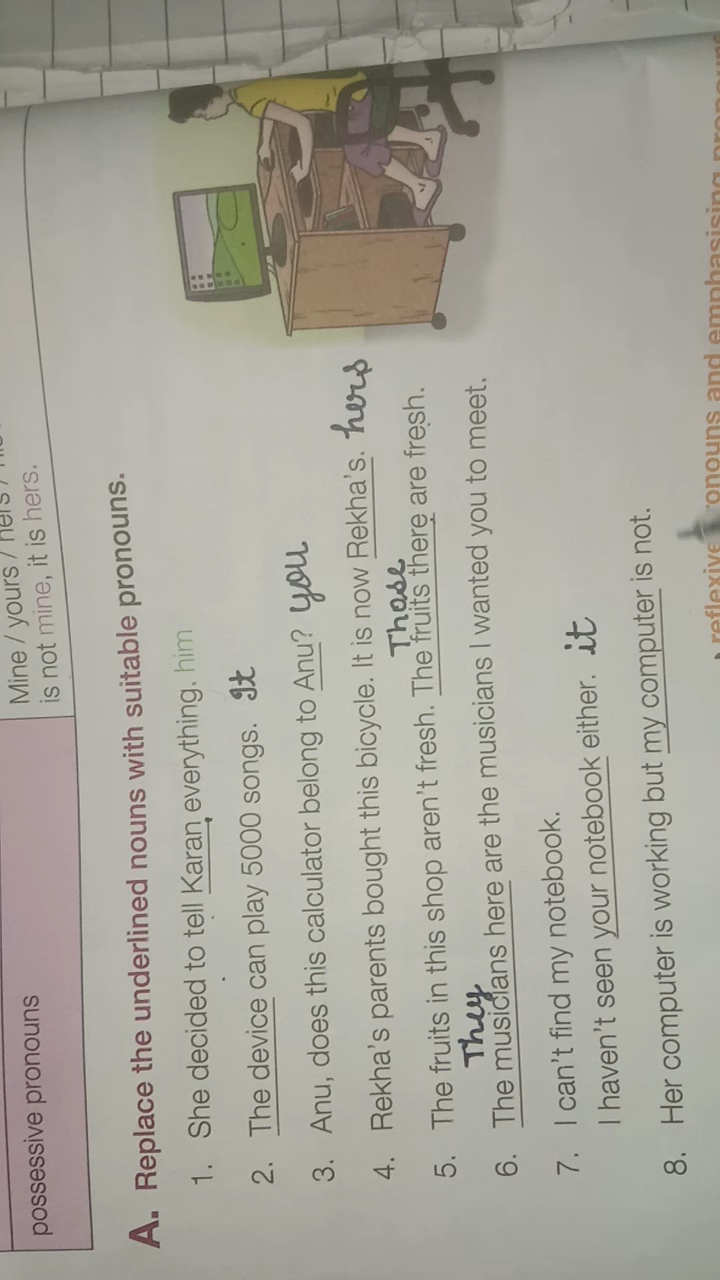 possessive pronouns
Mine / yours / hers /
is not mine, it is hers.
A. Replace the underlined nouns with suitable pronouns.
1. She decided to tell Karan everything. him
2. The device can play 5000 songs. It
3. Anu, does this calculator belong to Anu? you
4. Rekha's parents bought this bicycle. It is now Rekha's. hers
Those
5. The fruits in this shop aren't fresh. The fruits there are fresh.
They
6. The musicians here are the musicians I wanted you to meet.
7. I can't find my notebook.
I haven't seen your notebook either. it
8. Her computer is working but my computer is not.
and emphasising